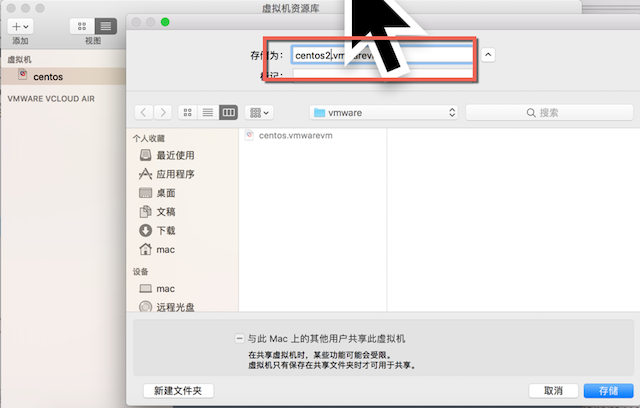 虚拟机资源库
添加
视图
虚拟机
centos
VMWARE VCLOUD AIR
存储为:
centos2.vmwarevm
标记:
vmware
搜索
个人收藏
最近使用
应用程序
桌面
文稿
下载
mac
设备
mac
远程光盘
centos.vmwarevm
与此 Mac 上的其他用户共享此虚拟机
在共享虚拟机时，某些功能可能会受限。
虚拟机只有保存在共享文件夹时才可用于共享。
新建文件夹
取消
存储